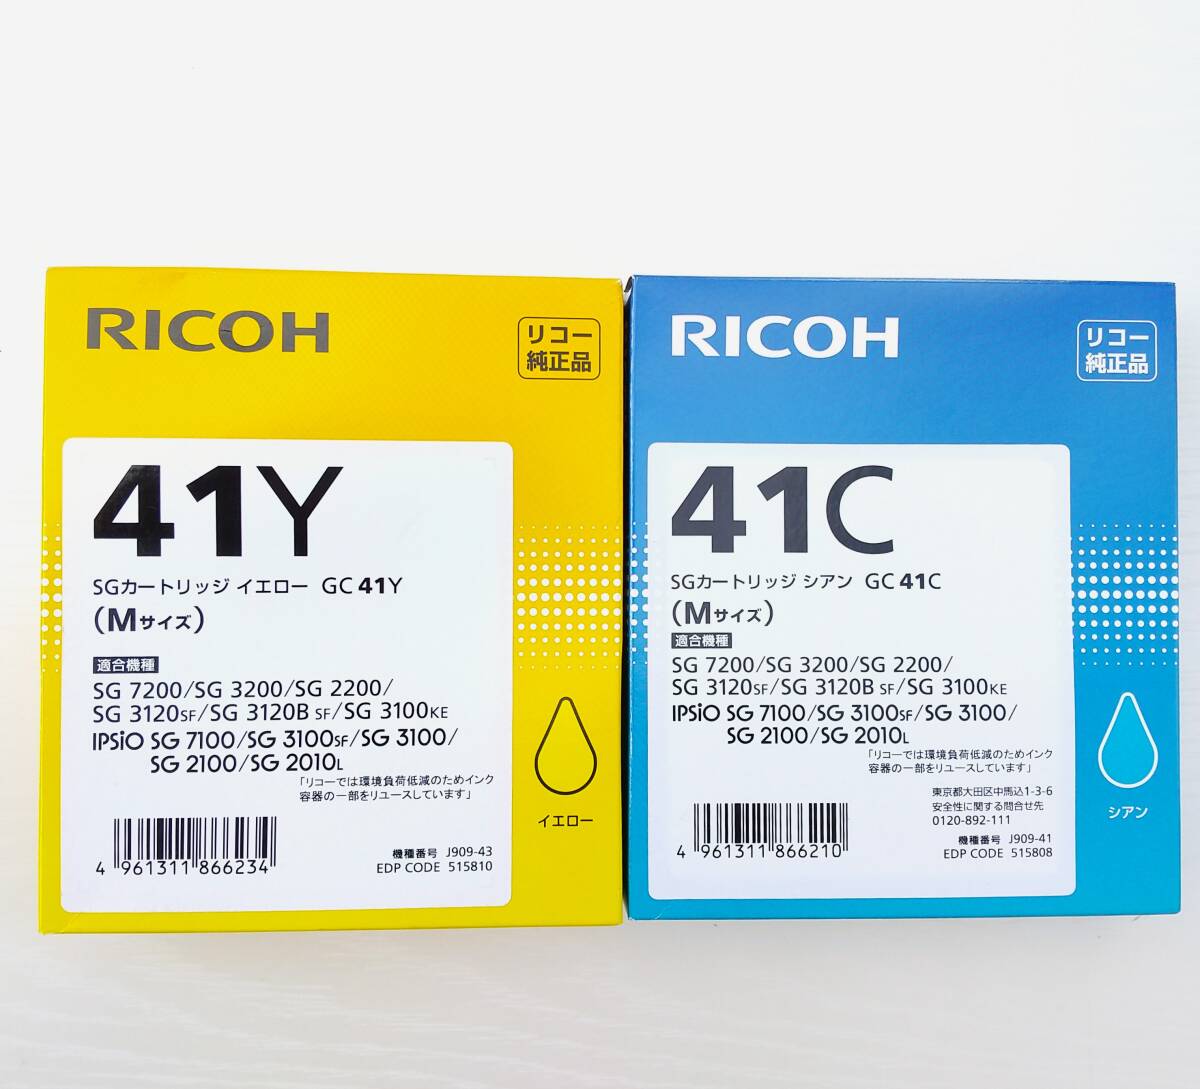 RICOH
リコー
純正品
41Y
SGカートリッジ イエロー GC 41Y
(Mサイズ)
適合機種
SG 7200/SG 3200/SG 2200/
SG 3120SF/SG 3120B SF/SG 3100KE
IPSiO SG 7100/SG 3100SF/SG 3100/
SG 2100/SG 2010L
「リコーでは環境負荷低減のためインク
容器の一部をリユースしています」
イエロー
4 961311 866234
機種番号 J909-43
EDP CODE 515810
RICOH
リコー
純正品
41C
SGカートリッジ シアン GC 41C
(Mサイズ)
適合機種
SG 7200/SG 3200/SG 2200/
SG 3120SF/SG 3120B SF/SG 3100KE
IPSiO SG 7100/SG 3100SF/SG 3100/
SG 2100/SG 2010L
「リコーでは環境負荷低減のためインク
容器の一部をリユースしています」
東京都大田区中馬込1-3-6
安全性に関する問合せ先
0120-892-111
シアン
4 961311 866210
機種番号 J909-41
EDP CODE 515808